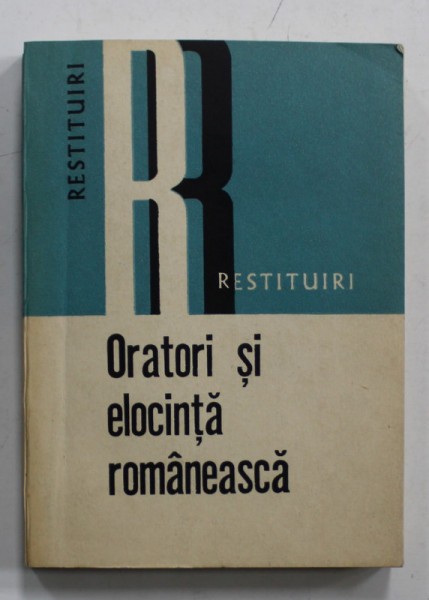 RESTITUIRI
R
RESTITUIRI
Oratori și
elocință
românească